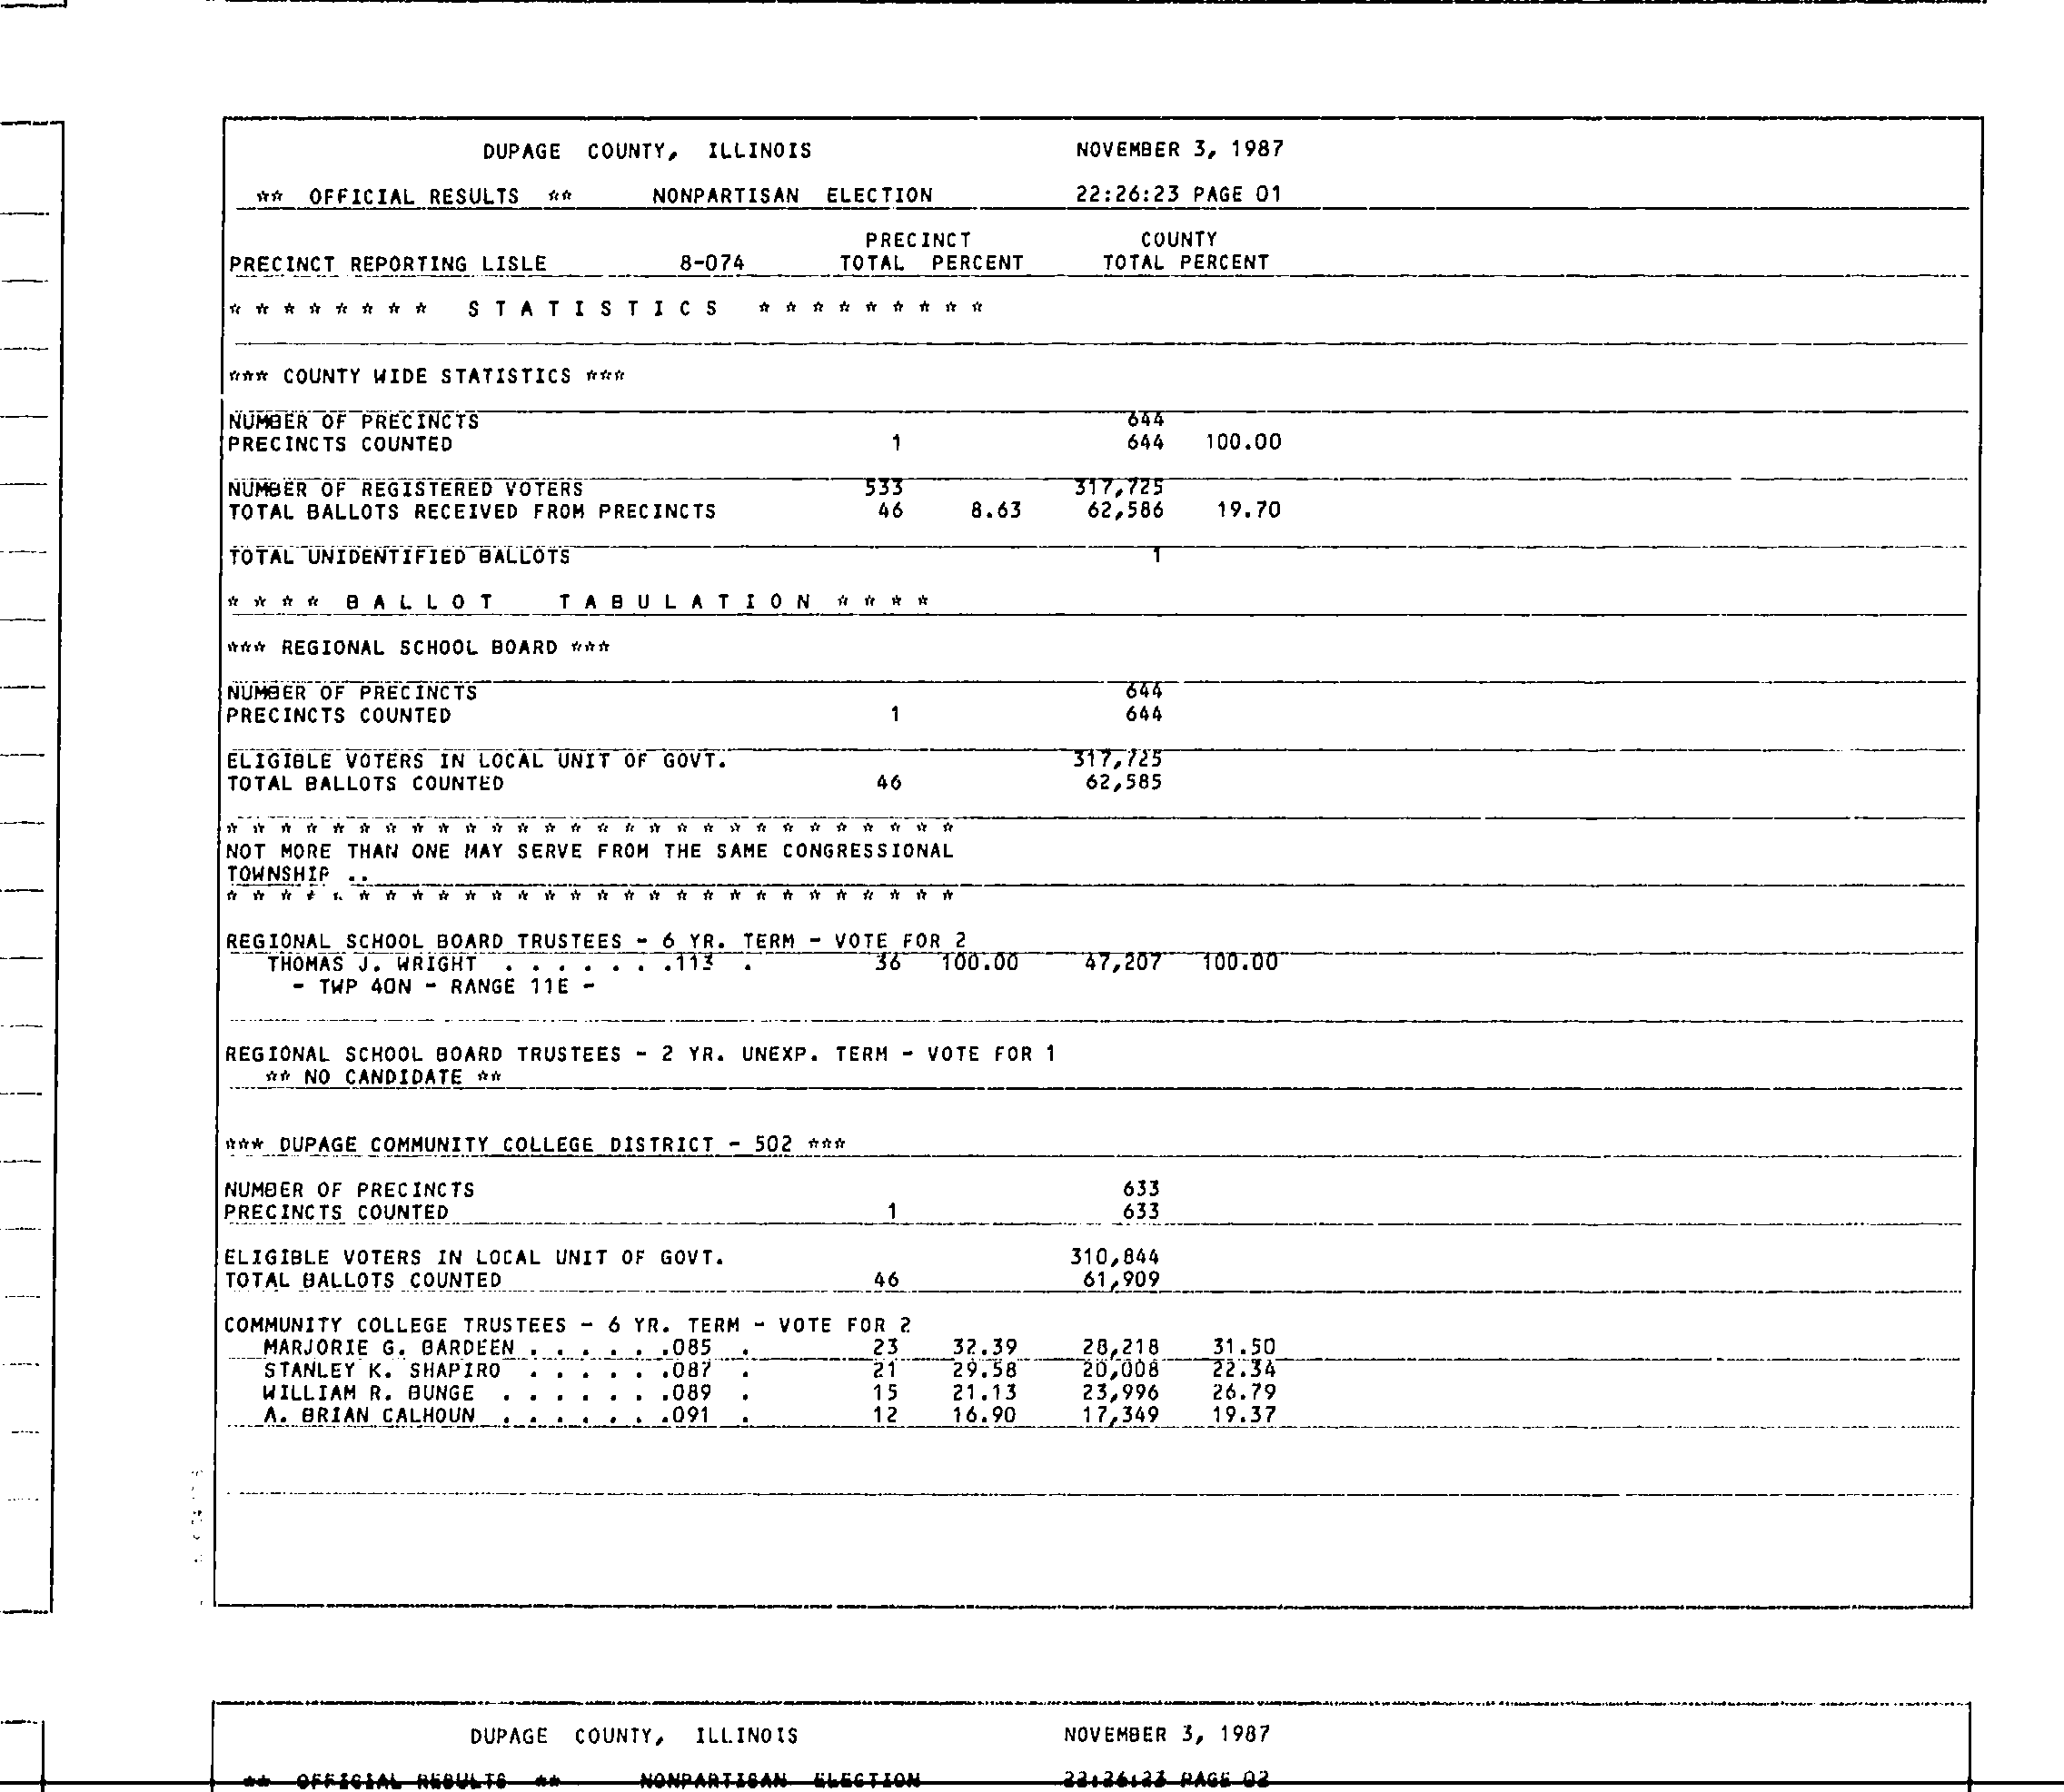 DUPAGE COUNTY, ILLINOIS NOVEMBER 3, 1987
** OFFICIAL RESULTS ** NONPARTISAN ELECTION 22:26:23 PAGE 01
PRECINCT COUNTY
PRECINCT REPORTING LISLE 8-074 TOTAL PERCENT TOTAL PERCENT
* * * * * * * * S T A T I S T I C S * * * * * * * * *
*** COUNTY WIDE STATISTICS ***
NUMBER OF PRECINCTS 644
PRECINCTS COUNTED 1 644 100.00
NUMBER OF REGISTERED VOTERS 533 317,725
TOTAL BALLOTS RECEIVED FROM PRECINCTS 46 8.63 62,586 19.70
TOTAL UNIDENTIFIED BALLOTS 1
* * * * B A L L O T T A B U L A T I O N * * * *
*** REGIONAL SCHOOL BOARD ***
NUMBER OF PRECINCTS 644
PRECINCTS COUNTED 1 644
ELIGIBLE VOTERS IN LOCAL UNIT OF GOVT. 317,725
TOTAL BALLOTS COUNTED 46 62,585
* * * * * * * * * * * * * * * * * * * * * * * * * * * *
NOT MORE THAN ONE MAY SERVE FROM THE SAME CONGRESSIONAL
TOWNSHIP ..
* * * * * * * * * * * * * * * * * * * * * * * * * * * *
REGIONAL SCHOOL BOARD TRUSTEES - 6 YR. TERM - VOTE FOR 2
THOMAS J. WRIGHT . . . . . . .113 . 36 100.00 47,207 100.00
- TWP 40N - RANGE 11E -
REGIONAL SCHOOL BOARD TRUSTEES - 2 YR. UNEXP. TERM - VOTE FOR 1
** NO CANDIDATE **
*** DUPAGE COMMUNITY COLLEGE DISTRICT - 502 ***
NUMBER OF PRECINCTS 633
PRECINCTS COUNTED 1 633
ELIGIBLE VOTERS IN LOCAL UNIT OF GOVT. 310,844
TOTAL BALLOTS COUNTED 46 61,909
COMMUNITY COLLEGE TRUSTEES - 6 YR. TERM - VOTE FOR 2
MARJORIE G. BARDEEN . . . . . .085 . 23 32.39 28,218 31.50
STANLEY K. SHAPIRO . . . . . .087 . 21 29.58 20,008 22.34
WILLIAM R. BUNGE . . . . . . .089 . 15 21.13 23,996 26.79
A. BRIAN CALHOUN . . . . . . .091 . 12 16.90 17,349 19.37
DUPAGE COUNTY, ILLINOIS NOVEMBER 3, 1987
** OFFICIAL RESULTS ** NONPARTISAN ELECTION 22:26:23 PAGE 02